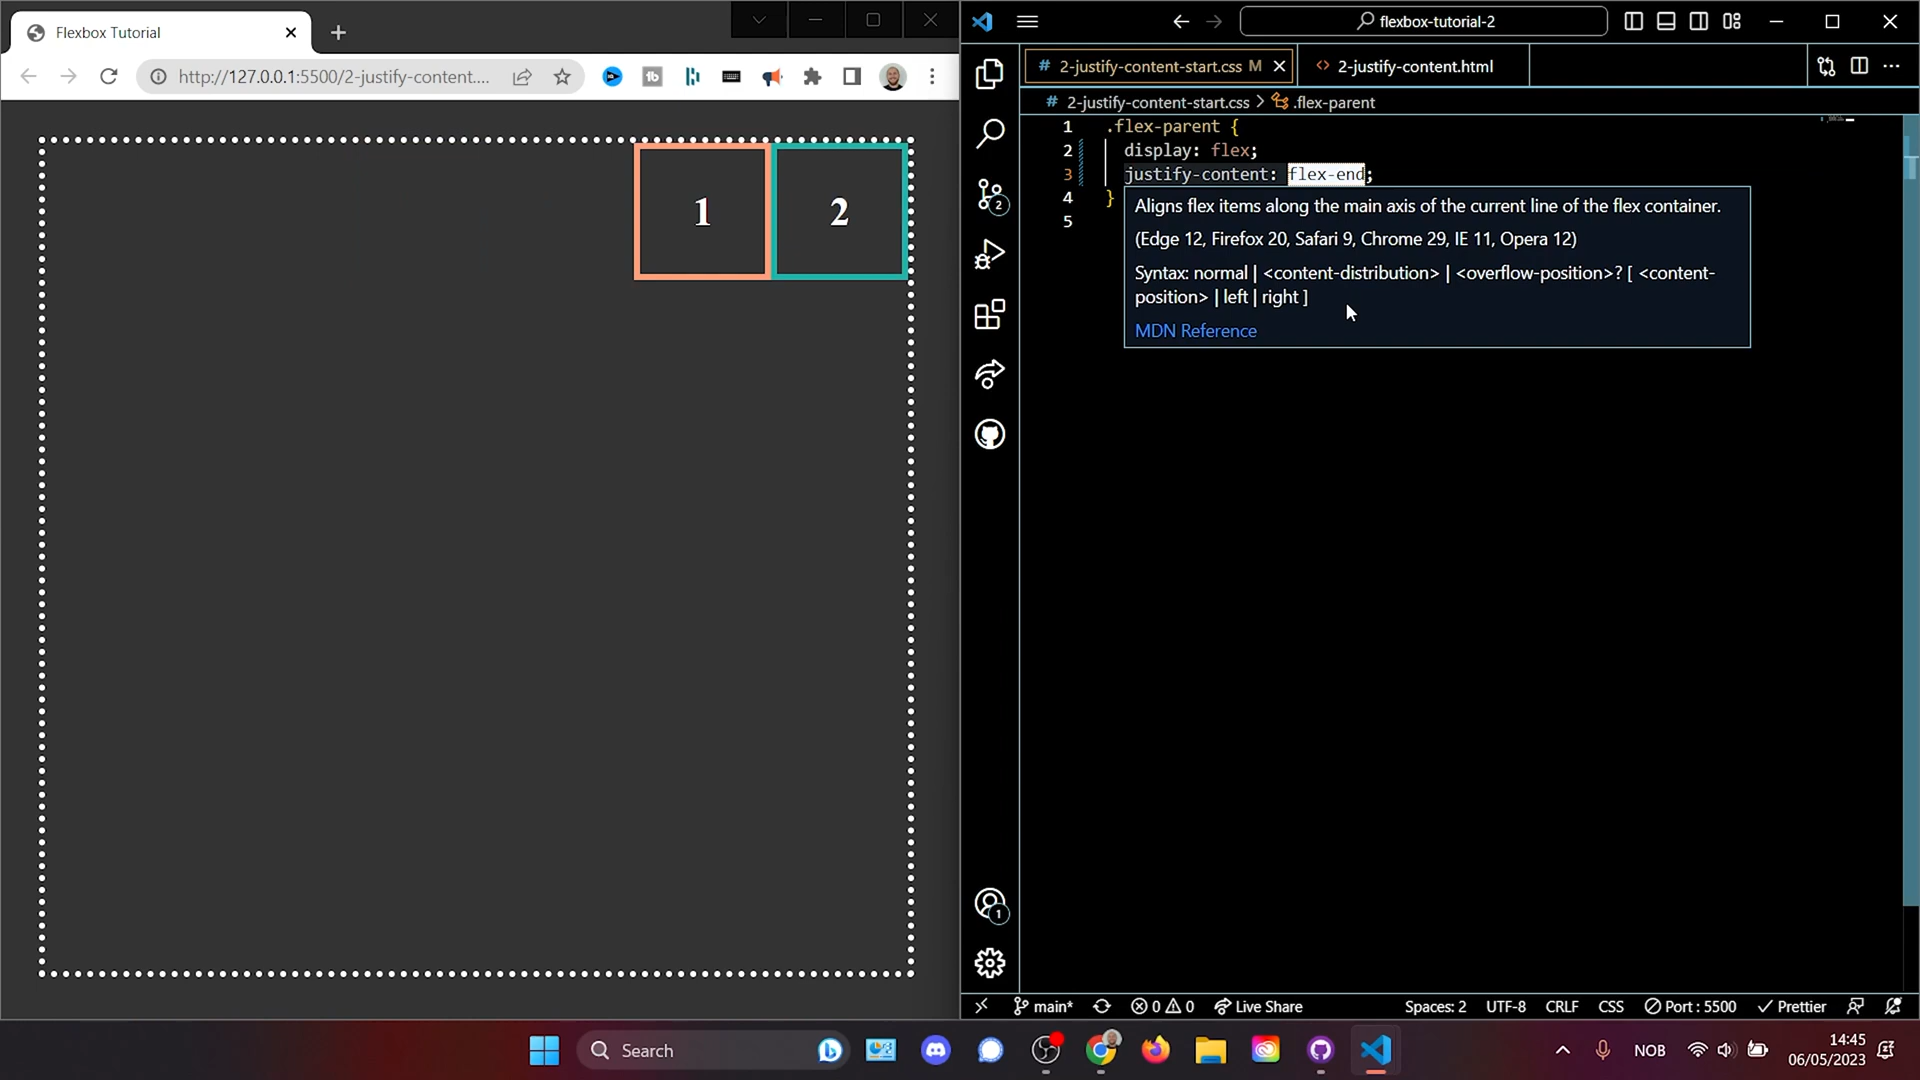 Flexbox Tutorial
http://127.0.0.1:5500/2-justify-content....
1
2
flexbox-tutorial-2
# 2-justify-content-start.css M
<> 2-justify-content.html
# 2-justify-content-start.css > .flex-parent
1 .flex-parent {
2 display: flex;
3 justify-content: flex-end;
4 }
5
Aligns flex items along the main axis of the current line of the flex container.
(Edge 12, Firefox 20, Safari 9, Chrome 29, IE 11, Opera 12)
Syntax: normal | <content-distribution> | <overflow-position>? [ <content-
position> | left | right ]
MDN Reference
2
1
main*
0 0
Live Share
Spaces: 2
UTF-8
CRLF
CSS
Port : 5500
Prettier
Search
NOB
14:45
06/05/2023